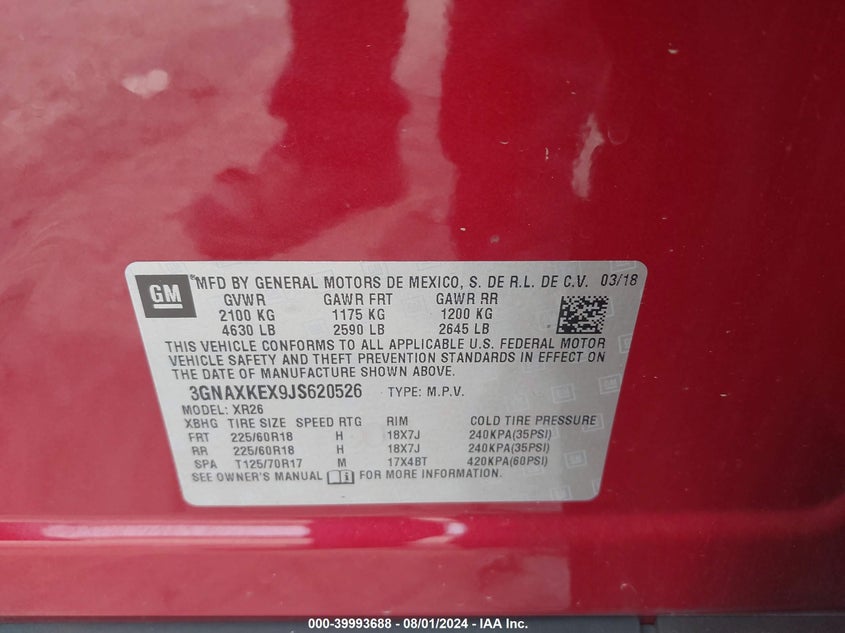 GM
®MFD BY GENERAL MOTORS DE MEXICO, S. DE R.L. DE C.V. 03/18
GVWR GAWR FRT GAWR RR
2100 KG 1175 KG 1200 KG
4630 LB 2590 LB 2645 LB
THIS VEHICLE CONFORMS TO ALL APPLICABLE U.S. FEDERAL MOTOR
VEHICLE SAFETY AND THEFT PREVENTION STANDARDS IN EFFECT ON
THE DATE OF MANUFACTURE SHOWN ABOVE.
3GNAXKEX9JS620526 TYPE: M.P.V.
MODEL: XR26
XBHG TIRE SIZE SPEED RTG RIM COLD TIRE PRESSURE
FRT 225/60R18 H 18X7J 240KPA(35PSI)
RR 225/60R18 H 18X7J 240KPA(35PSI)
SPA T125/70R17 M 17X4BT 420KPA(60PSI)
SEE OWNER'S MANUAL i FOR MORE INFORMATION.
000-39993688 - 08/01/2024 - IAA Inc.